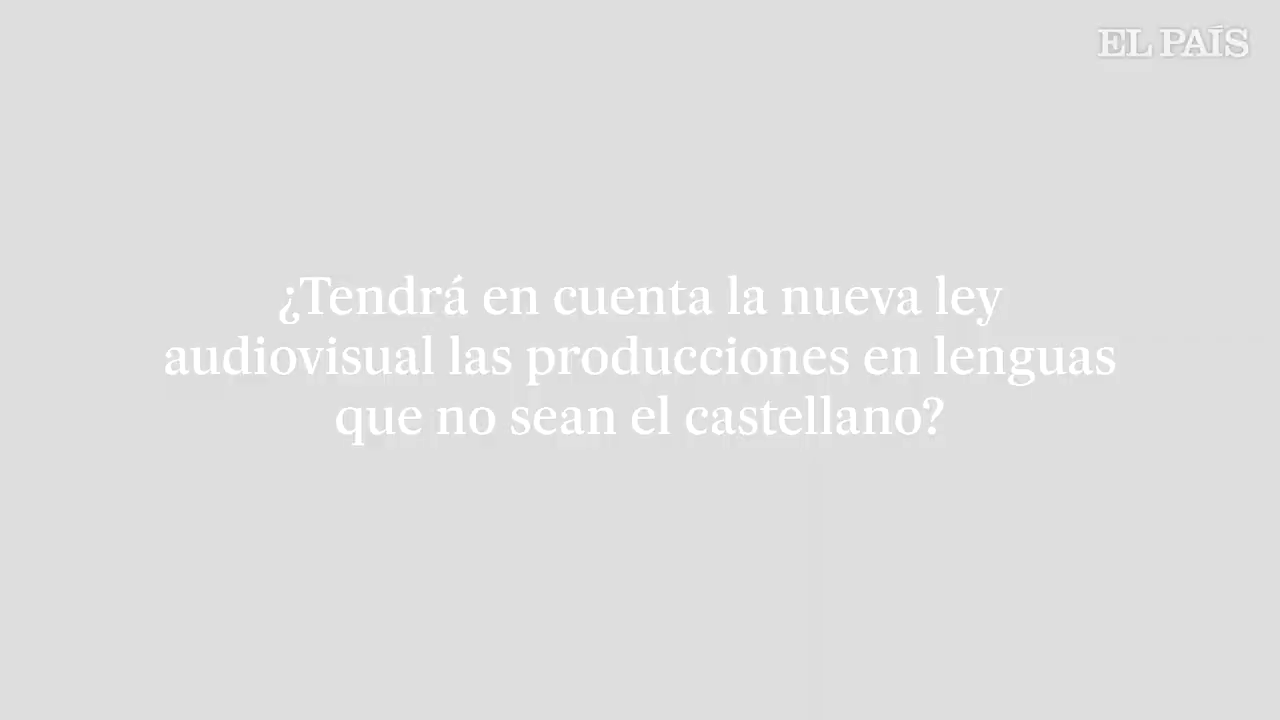 EL PAÍS
¿Tendrá en cuenta la nueva ley
audiovisual las producciones en lenguas
que no sean el castellano?